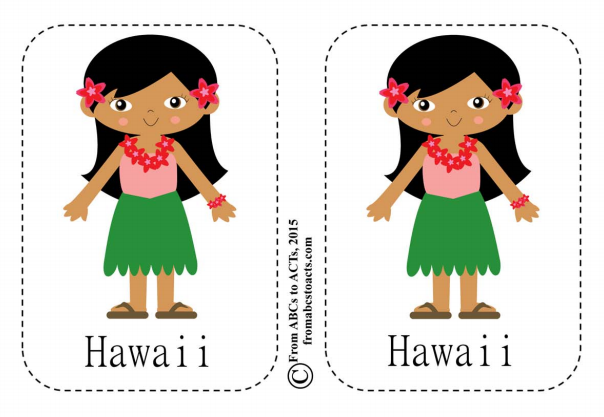 Hawaii
© From ABCs to ACTs, 2015
fromabcstoacts.com
Hawaii